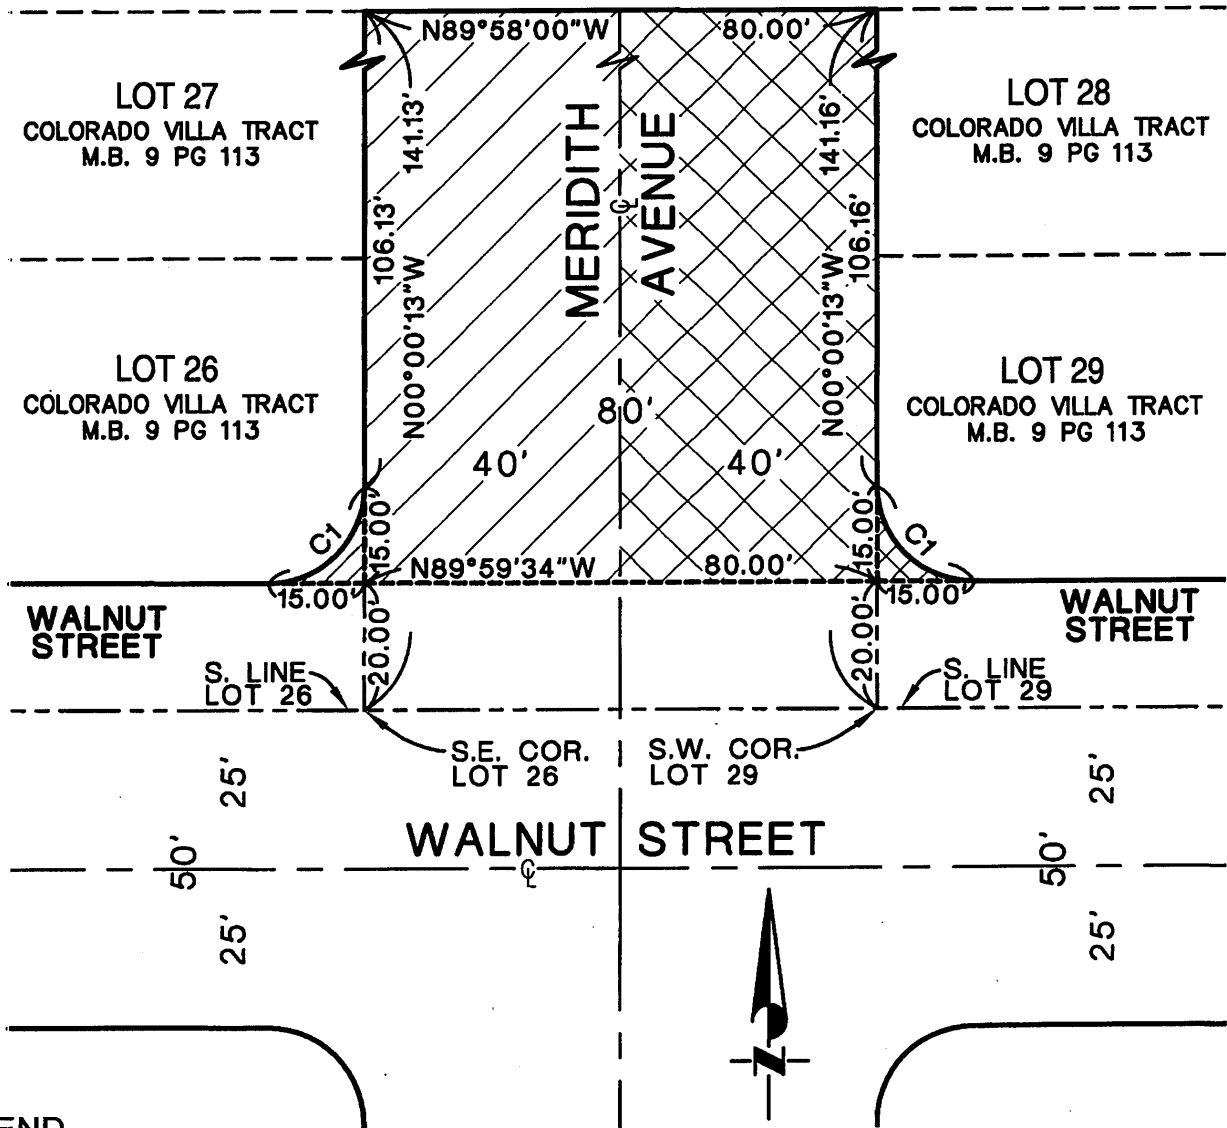 N89°58'00"W
80.00'
LOT 27
COLORADO VILLA TRACT
M.B. 9 PG 113
141.13'
106.13'
N00°00'13"W
MERIDITH
AVENUE
℄
141.16'
106.16'
N00°00'13"W
LOT 28
COLORADO VILLA TRACT
M.B. 9 PG 113
LOT 26
COLORADO VILLA TRACT
M.B. 9 PG 113
80'
40'
40'
LOT 29
COLORADO VILLA TRACT
M.B. 9 PG 113
C1
15.00'
15.00'
C1
N89°59'34"W
80.00'
15.00'
15.00'
WALNUT
STREET
20.00'
20.00'
WALNUT
STREET
S. LINE
LOT 26
S. LINE
LOT 29
S.E. COR.
LOT 26
S.W. COR.
LOT 29
25'
25'
WALNUT STREET
50'
℄
50'
25'
25'
N
END